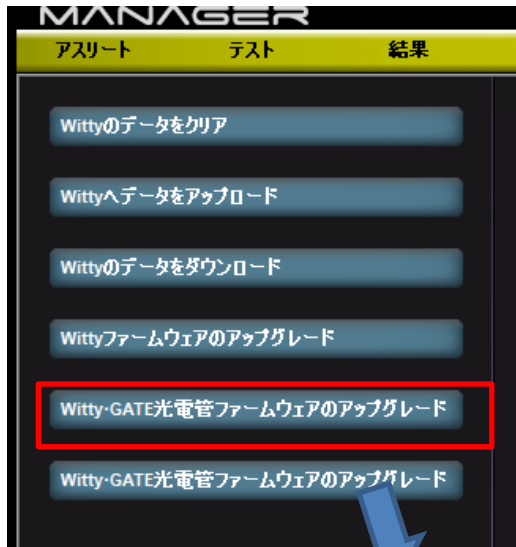 MANAGER
アスリート テスト 結果
Wittyのデータをクリア
Wittyへデータをアップロード
Wittyのデータをダウンロード
Wittyファームウェアのアップグレード
Witty·GATE光電管ファームウェアのアップグレード
Witty·GATE光電管ファームウェアのアップグレード